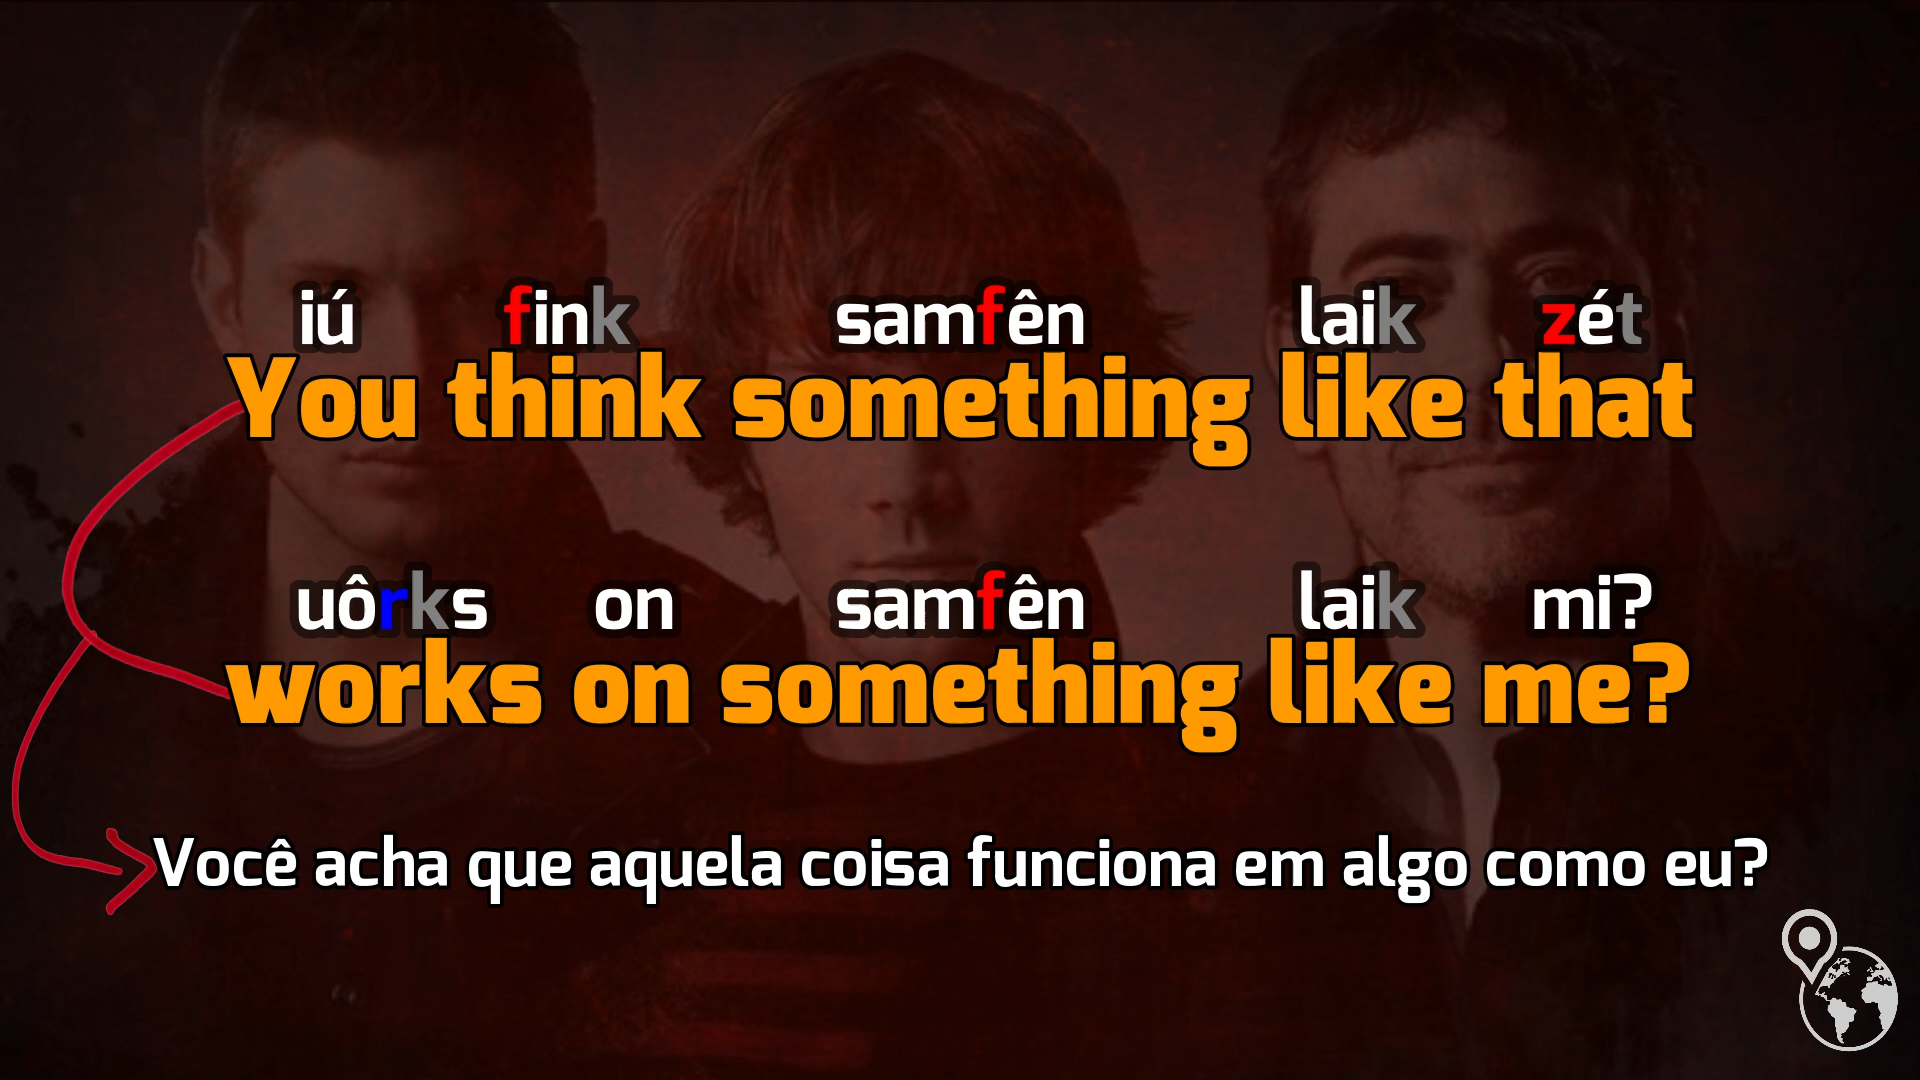 iú fink samfên laik zét
You think something like that
uôrks on samfên laik mi?
works on something like me?
Você acha que aquela coisa funciona em algo como eu?